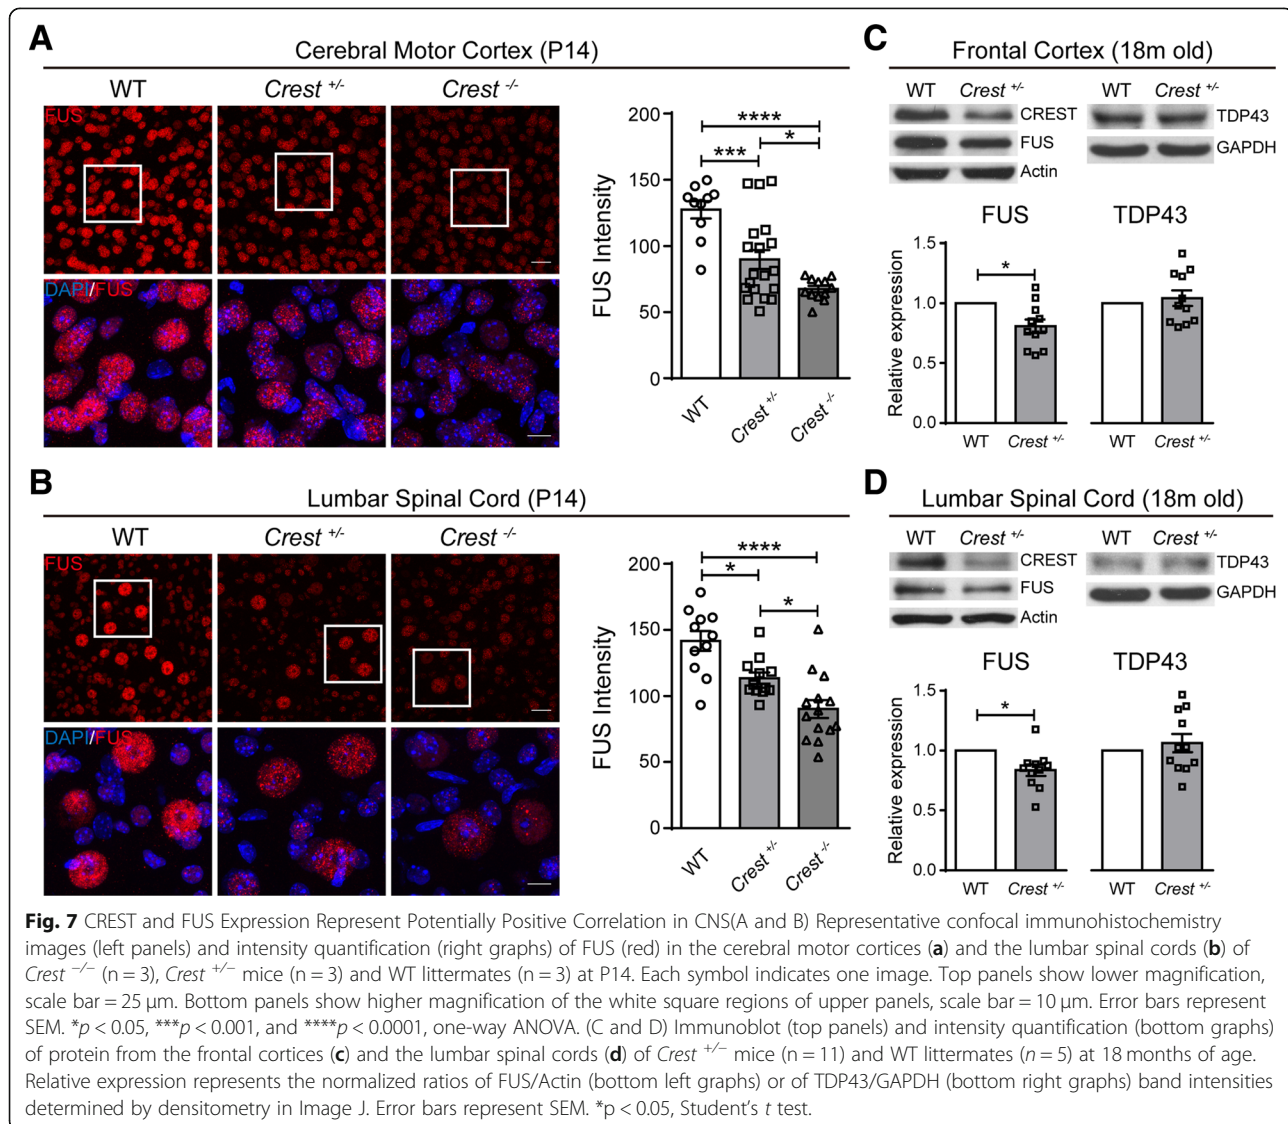 A
Cerebral Motor Cortex (P14)
WT
Crest +/-
Crest -/-
FUS
DAPI/FUS
FUS Intensity
200
150
100
50
0
****
*
***
WT
Crest +/-
Crest -/-
B
Lumbar Spinal Cord (P14)
WT
Crest +/-
Crest -/-
FUS
DAPI/FUS
FUS Intensity
200
150
100
50
0
****
*
*
WT
Crest +/-
Crest -/-
C
Frontal Cortex (18m old)
WT Crest +/-
CREST
FUS
Actin
WT Crest +/-
TDP43
GAPDH
FUS
TDP43
Relative expression
1.5
1.0
0.5
0.0
*
WT Crest +/-
WT Crest +/-
D
Lumbar Spinal Cord (18m old)
WT Crest +/-
CREST
FUS
Actin
WT Crest +/-
TDP43
GAPDH
FUS
TDP43
Relative expression
1.5
1.0
0.5
0.0
*
WT Crest +/-
WT Crest +/-
Fig. 7 CREST and FUS Expression Represent Potentially Positive Correlation in CNS(A and B) Representative confocal immunohistochemistry
images (left panels) and intensity quantification (right graphs) of FUS (red) in the cerebral motor cortices (a) and the lumbar spinal cords (b) of
Crest −/− (n = 3), Crest +/− mice (n = 3) and WT littermates (n = 3) at P14. Each symbol indicates one image. Top panels show lower magnification,
scale bar = 25 μm. Bottom panels show higher magnification of the white square regions of upper panels, scale bar = 10 μm. Error bars represent
SEM. *p < 0.05, ***p < 0.001, and ****p < 0.0001, one-way ANOVA. (C and D) Immunoblot (top panels) and intensity quantification (bottom graphs)
of protein from the frontal cortices (c) and the lumbar spinal cords (d) of Crest +/− mice (n = 11) and WT littermates (n = 5) at 18 months of age.
Relative expression represents the normalized ratios of FUS/Actin (bottom left graphs) or of TDP43/GAPDH (bottom right graphs) band intensities
determined by densitometry in Image J. Error bars represent SEM. *p < 0.05, Student's t test.